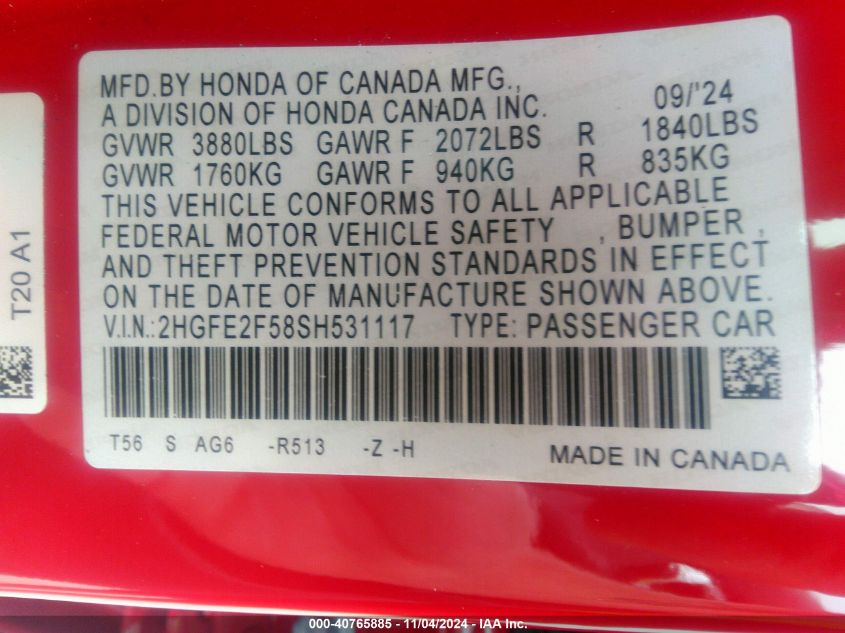 MFD.BY HONDA OF CANADA MFG.,
A DIVISION OF HONDA CANADA INC. 09/'24
GVWR 3880LBS GAWR F 2072LBS R 1840LBS
GVWR 1760KG GAWR F 940KG R 835KG
THIS VEHICLE CONFORMS TO ALL APPLICABLE
FEDERAL MOTOR VEHICLE SAFETY , BUMPER ,
AND THEFT PREVENTION STANDARDS IN EFFECT
ON THE DATE OF MANUFACTURE SHOWN ABOVE.
V.I.N.:2HGFE2F58SH531117 TYPE: PASSENGER CAR
T56 S AG6 -R513 -Z -H
MADE IN CANADA
T20 A1
000-40765885 - 11/04/2024 - IAA Inc.